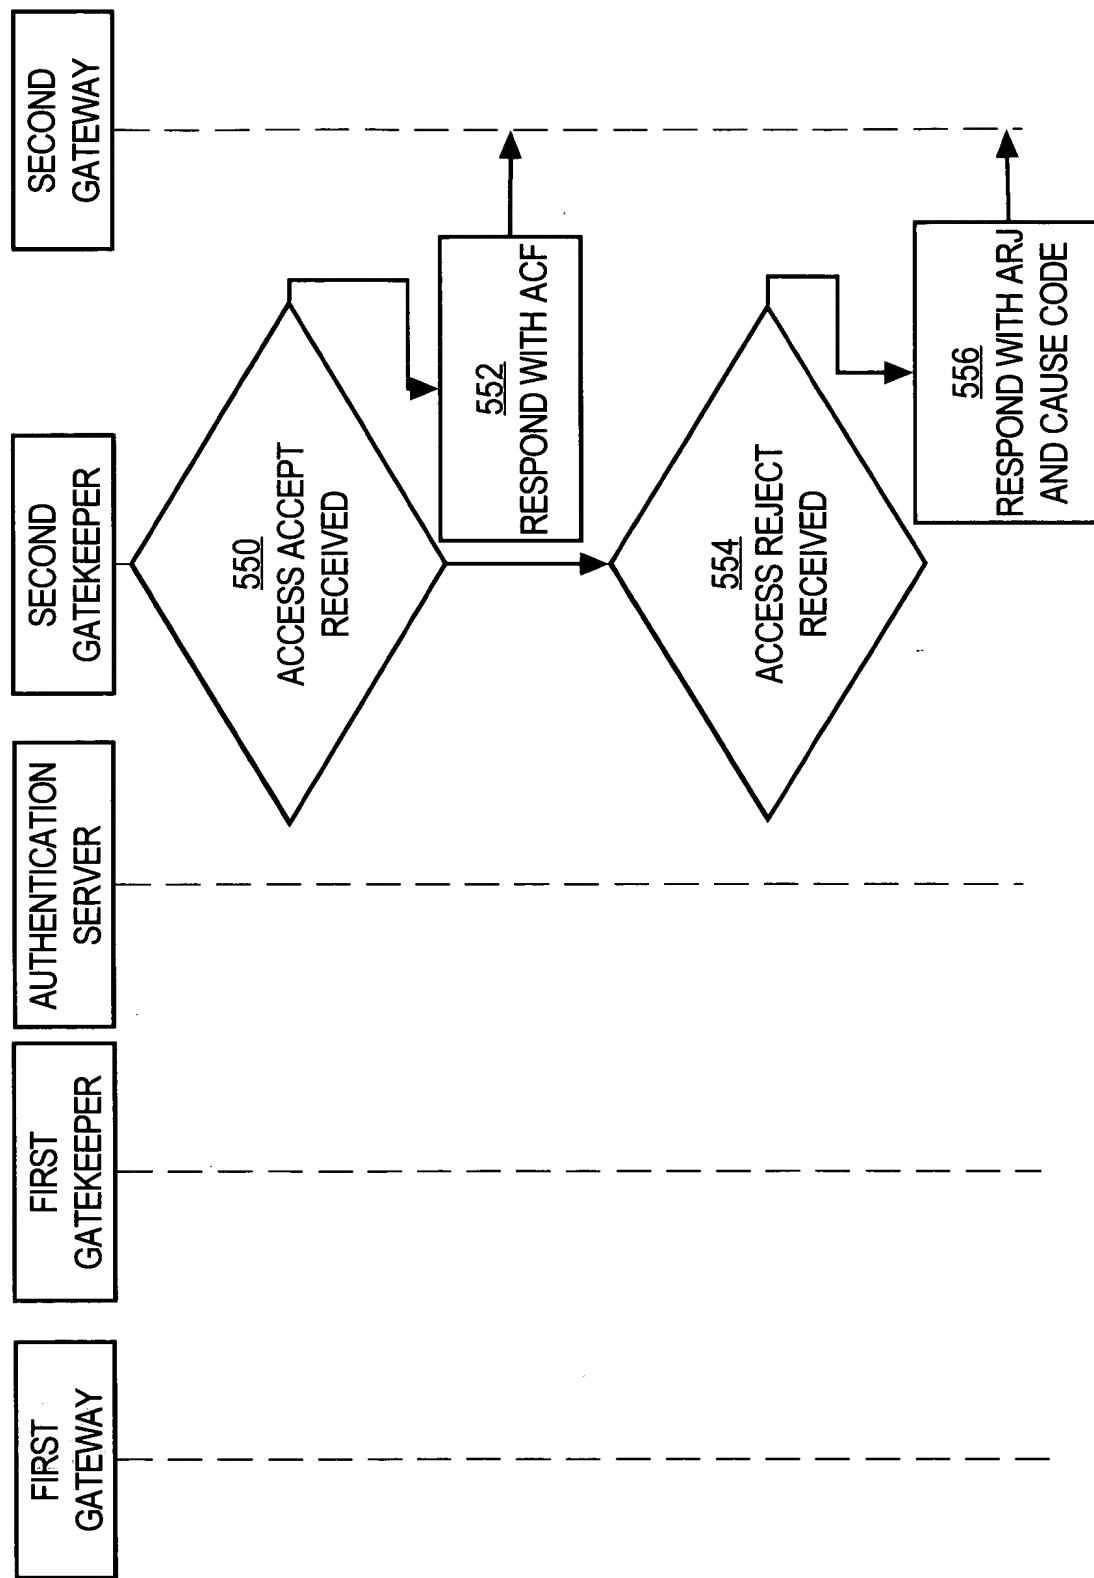 FIRST
GATEWAY
FIRST
GATEKEEPER
AUTHENTICATION
SERVER
SECOND
GATEKEEPER
SECOND
GATEWAY
550
ACCESS ACCEPT
RECEIVED
552
RESPOND WITH ACF
554
ACCESS REJECT
RECEIVED
556
RESPOND WITH ARJ
AND CAUSE CODE